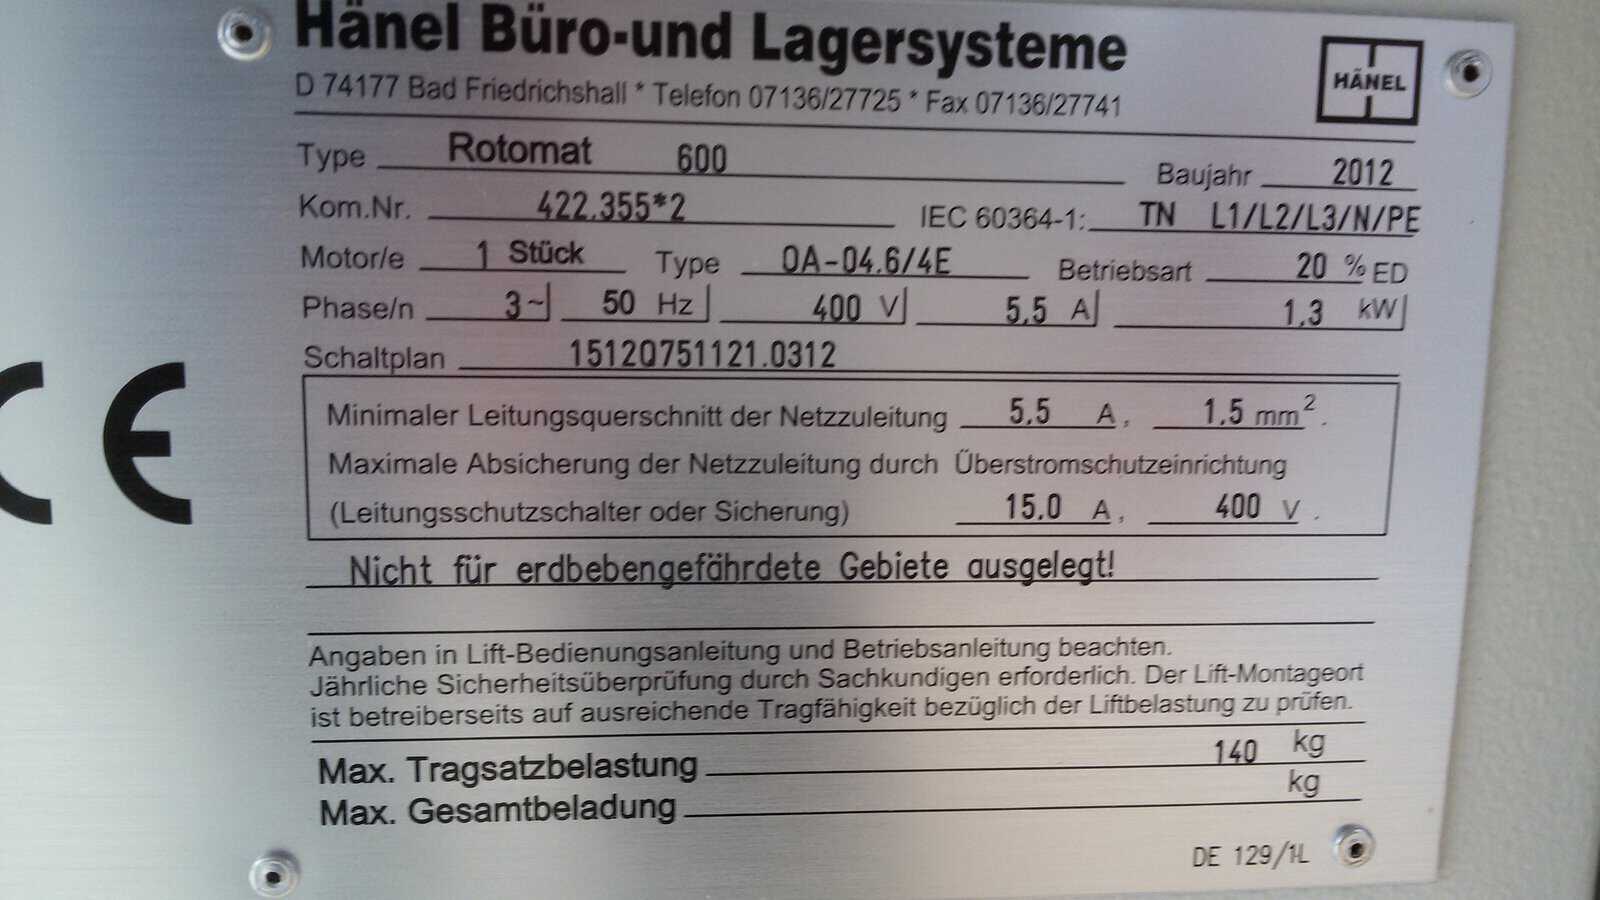 Hänel Büro-und Lagersysteme
D 74177 Bad Friedrichshall * Telefon 07136/27725 * Fax 07136/27741
HÄNEL
Type Rotomat 600 Baujahr 2012
Kom.Nr. 422.355*2 IEC 60364-1: TN L1/L2/L3/N/PE
Motor/e 1 Stück Type OA-04.6/4E Betriebsart 20 % ED
Phase/n 3~ 50 Hz 400 V 5.5 A 1.3 kW
Schaltplan 15120751121.0312
Minimaler Leitungsquerschnitt der Netzzuleitung 5.5 A, 1.5 mm².
Maximale Absicherung der Netzzuleitung durch Überstromschutzeinrichtung
(Leitungsschutzschalter oder Sicherung) 15.0 A, 400 V.
CE
Nicht für erdbebengefährdete Gebiete ausgelegt!
Angaben in Lift-Bedienungsanleitung und Betriebsanleitung beachten.
Jährliche Sicherheitsüberprüfung durch Sachkundigen erforderlich. Der Lift-Montageort
ist betreiberseits auf ausreichende Tragfähigkeit bezüglich der Liftbelastung zu prüfen.
Max. Tragsatzbelastung 140 kg
Max. Gesamtbeladung kg
DE 129/1-L